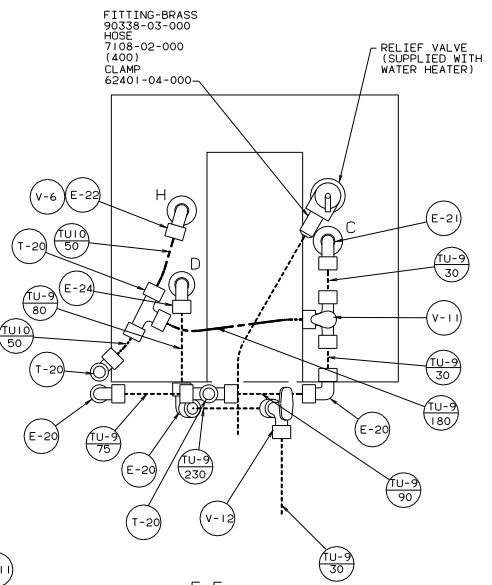 FITTING-BRASS
90338-03-000
HOSE
7108-02-000
(400)
CLAMP
62401-04-000
RELIEF VALVE
(SUPPLIED WITH
WATER HEATER)
V-6
E-22
H
C
E-21
TU10
50
T-20
D
E-24
TU-9
30
TU-9
80
V-11
TU10
50
TU-9
30
T-20
TU-9
180
E-20
TU-9
75
E-20
TU-9
230
E-20
TU-9
90
T-20
V-12
TU-9
30